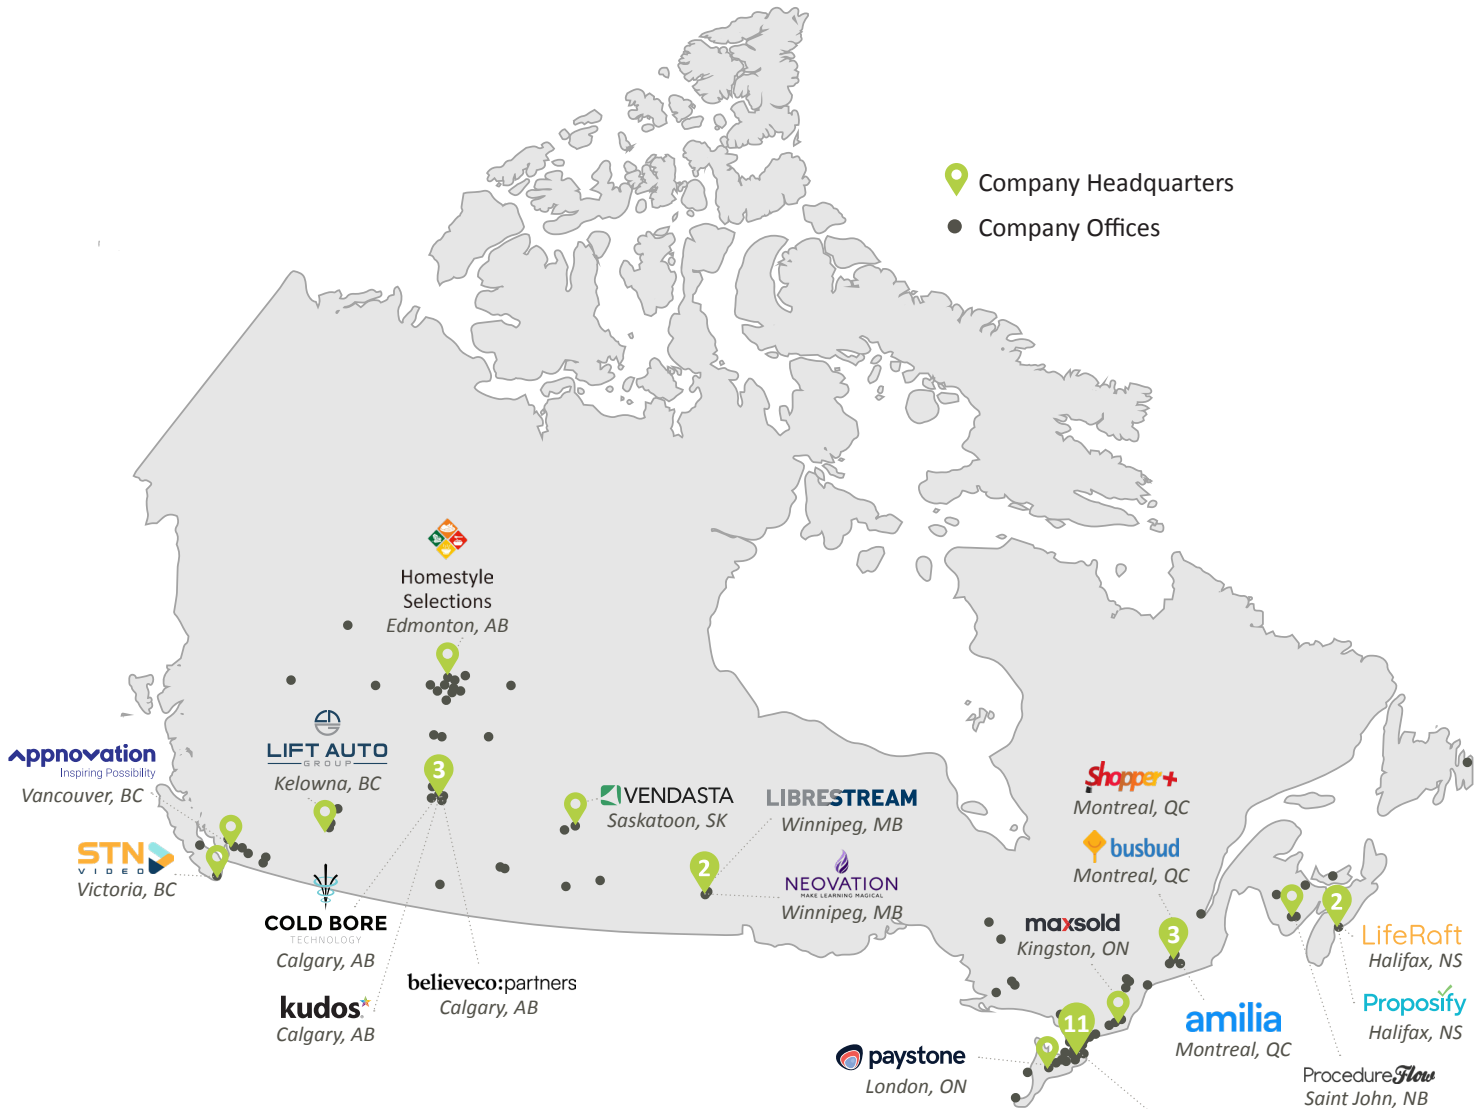 Company Headquarters
Company Offices
Homestyle
Selections
Edmonton, AB
LIFT AUTO
GROUP
Kelowna, BC
appnovation
Inspiring Possibility
Vancouver, BC
STN
VIDEO
Victoria, BC
3
COLD BORE
TECHNOLOGY
Calgary, AB
kudos
Calgary, AB
believeco:partners
Calgary, AB
VENDASTA
Saskatoon, SK
LIBRESTREAM
Winnipeg, MB
2
NEOVATION
MAKE LEARNING MAGICAL
Winnipeg, MB
Shopper+
Montreal, QC
busbud
Montreal, QC
maxsold
Kingston, ON
3
amilia
Montreal, QC
11
paystone
London, ON
2
LifeRaft
Halifax, NS
Proposify
Halifax, NS
ProcedureFlow
Saint John, NB